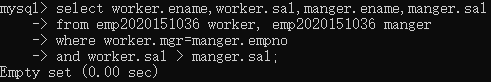 mysql> select worker.ename,worker.sal,manger.ename,manger.sal
    -> from emp2020151036 worker, emp2020151036 manger
    -> where worker.mgr=manger.empno
    -> and worker.sal > manger.sal;
Empty set (0.00 sec)